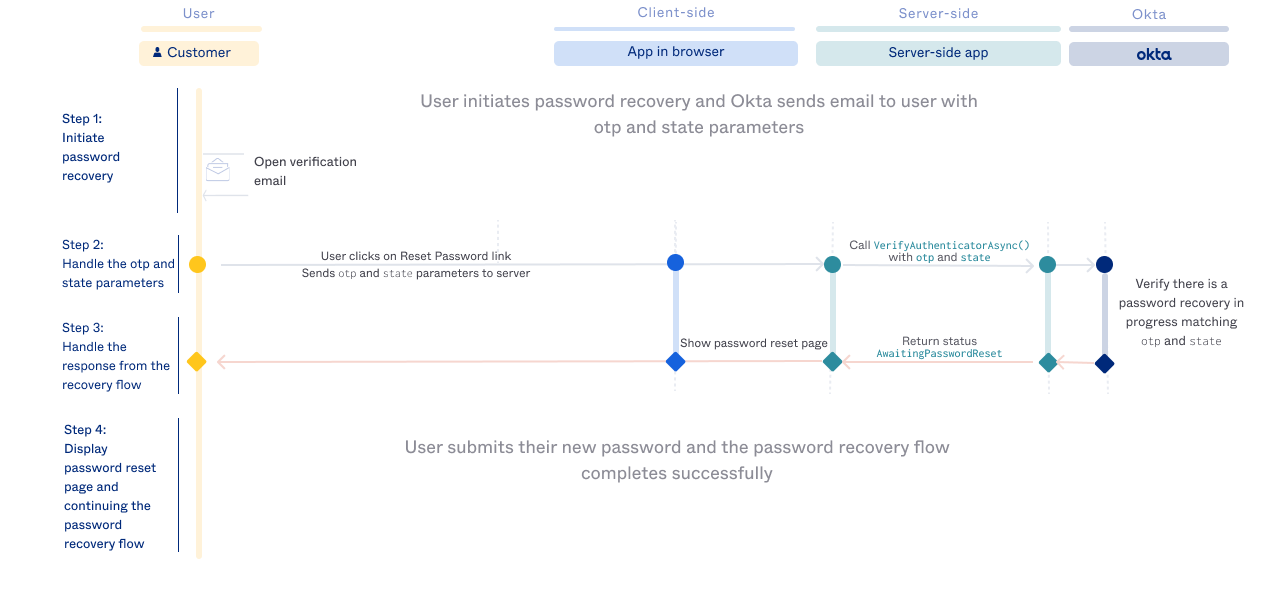 User
Client-side
Server-side
Okta
Customer
App in browser
Server-side app
okta
Step 1:
Initiate
password
recovery
User initiates password recovery and Okta sends email to user with
otp and state parameters
Open verification
email
Step 2:
Handle the otp and
state parameters
User clicks on Reset Password link
Sends otp and state parameters to server
Call VerifyAuthenticatorAsync()
with otp and state
Verify there is a
password recovery in
progress matching
otp and state
Step 3:
Handle the
response from the
recovery flow
Show password reset page
Return status
AwaitingPasswordReset
Step 4:
Display
password reset
page and
continuing the
password
recovery flow
User submits their new password and the password recovery flow
completes successfully